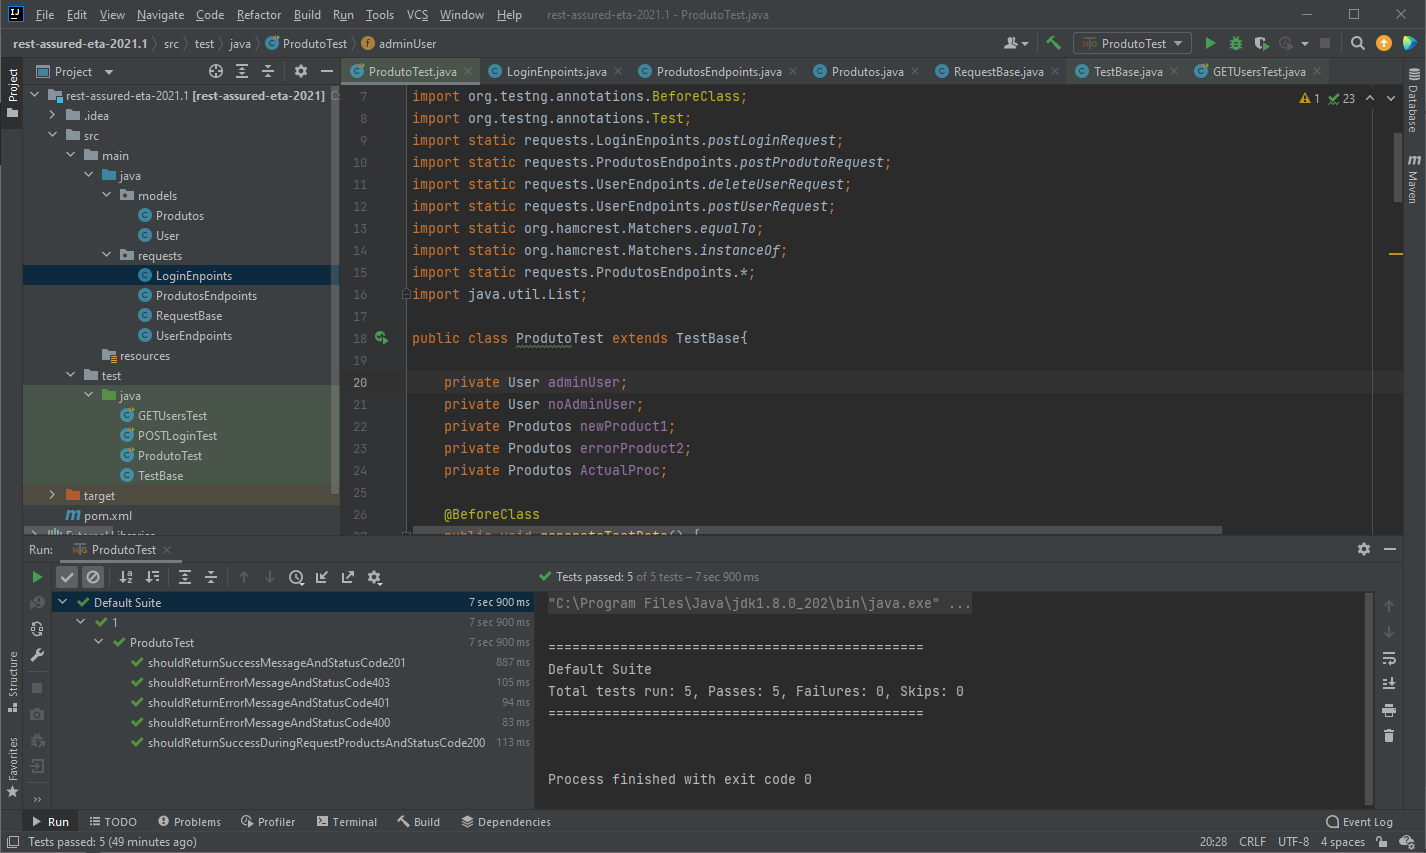 File Edit View Navigate Code Refactor Build Run Tools VCS Window Help rest-assured-eta-2021.1 - ProdutoTest.java
rest-assured-eta-2021.1 src test java ProdutoTest adminUser ProdutoTest
Project
Project
ProdutoTest.java LoginEnpoints.java ProdutosEndpoints.java Produtos.java RequestBase.java TestBase.java GETUsersTest.java
rest-assured-eta-2021.1 [rest-assured-eta-2021]
.idea
src
main
java
models
Produtos
User
requests
LoginEnpoints
ProdutosEndpoints
RequestBase
UserEndpoints
resources
test
java
GETUsersTest
POSTLoginTest
ProdutoTest
TestBase
target
pom.xml
External Libraries
1 23
7 import org.testng.annotations.BeforeClass;
8 import org.testng.annotations.Test;
9 import static requests.LoginEnpoints.postLoginRequest;
10 import static requests.ProdutosEndpoints.postProdutoRequest;
11 import static requests.UserEndpoints.deleteUserRequest;
12 import static requests.UserEndpoints.postUserRequest;
13 import static org.hamcrest.Matchers.equalTo;
14 import static org.hamcrest.Matchers.instanceOf;
15 import static requests.ProdutosEndpoints.*;
16 import java.util.List;
17
18 public class ProdutoTest extends TestBase{
19
20 private User adminUser;
21 private User noAdminUser;
22 private Produtos newProduct1;
23 private Produtos errorProduct2;
24 private Produtos ActualProc;
25
26 @BeforeClass
27 public void generateTestData() {
Database
Maven
Run: ProdutoTest
Tests passed: 5 of 5 tests – 7 sec 900 ms
Default Suite 7 sec 900 ms
1 7 sec 900 ms
ProdutoTest 7 sec 900 ms
shouldReturnSuccessMessageAndStatusCode201 887 ms
shouldReturnErrorMessageAndStatusCode403 105 ms
shouldReturnErrorMessageAndStatusCode401 94 ms
shouldReturnErrorMessageAndStatusCode400 83 ms
shouldReturnSuccessDuringRequestProductsAndStatusCode200 113 ms
"C:\Program Files\Java\jdk1.8.0_202\bin\java.exe" ...
===============================================
Default Suite
Total tests run: 5, Passes: 5, Failures: 0, Skips: 0
===============================================
Process finished with exit code 0
Structure
Favorites
Run TODO Problems Profiler Terminal Build Dependencies Event Log
Tests passed: 5 (49 minutes ago) 20:28 CRLF UTF-8 4 spaces